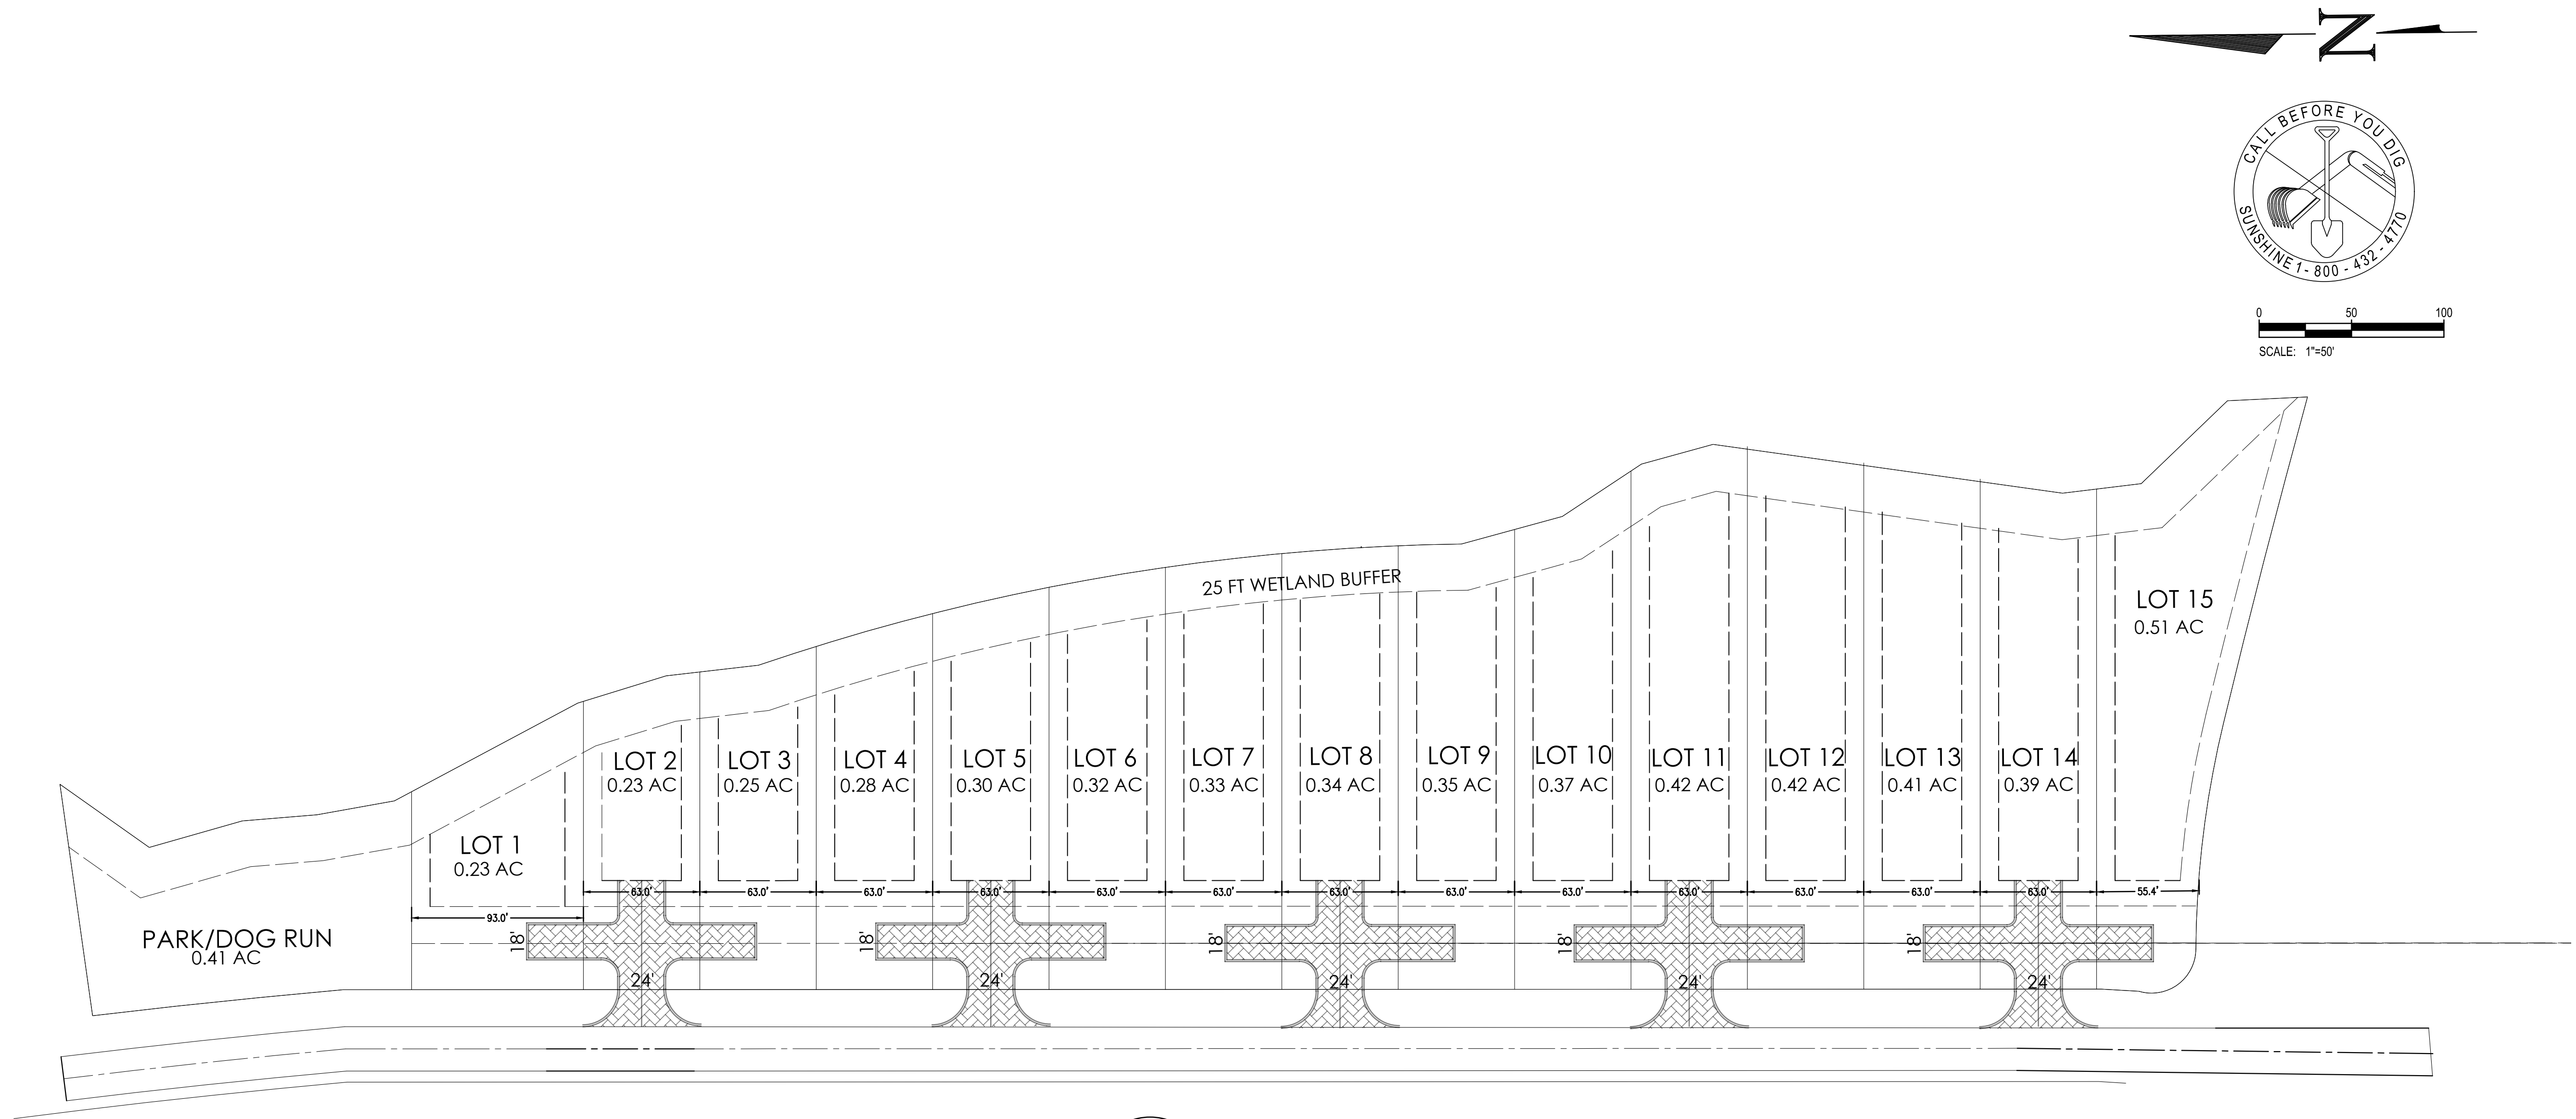 N
CALL BEFORE YOU DIG
SUNSHINE 1-800-432-4770
0 50 100
SCALE: 1"=50'
25 FT WETLAND BUFFER
LOT 15
0.51 AC
LOT 2
0.23 AC
LOT 3
0.25 AC
LOT 4
0.28 AC
LOT 5
0.30 AC
LOT 6
0.32 AC
LOT 7
0.33 AC
LOT 8
0.34 AC
LOT 9
0.35 AC
LOT 10
0.37 AC
LOT 11
0.42 AC
LOT 12
0.42 AC
LOT 13
0.41 AC
LOT 14
0.39 AC
LOT 1
0.23 AC
63.0' 63.0' 63.0' 63.0' 63.0' 63.0' 63.0' 63.0' 63.0' 63.0' 63.0' 63.0' 63.0' 55.4'
93.0'
PARK/DOG RUN
0.41 AC
18' 18' 18' 18' 18'
24' 24' 24' 24' 24'